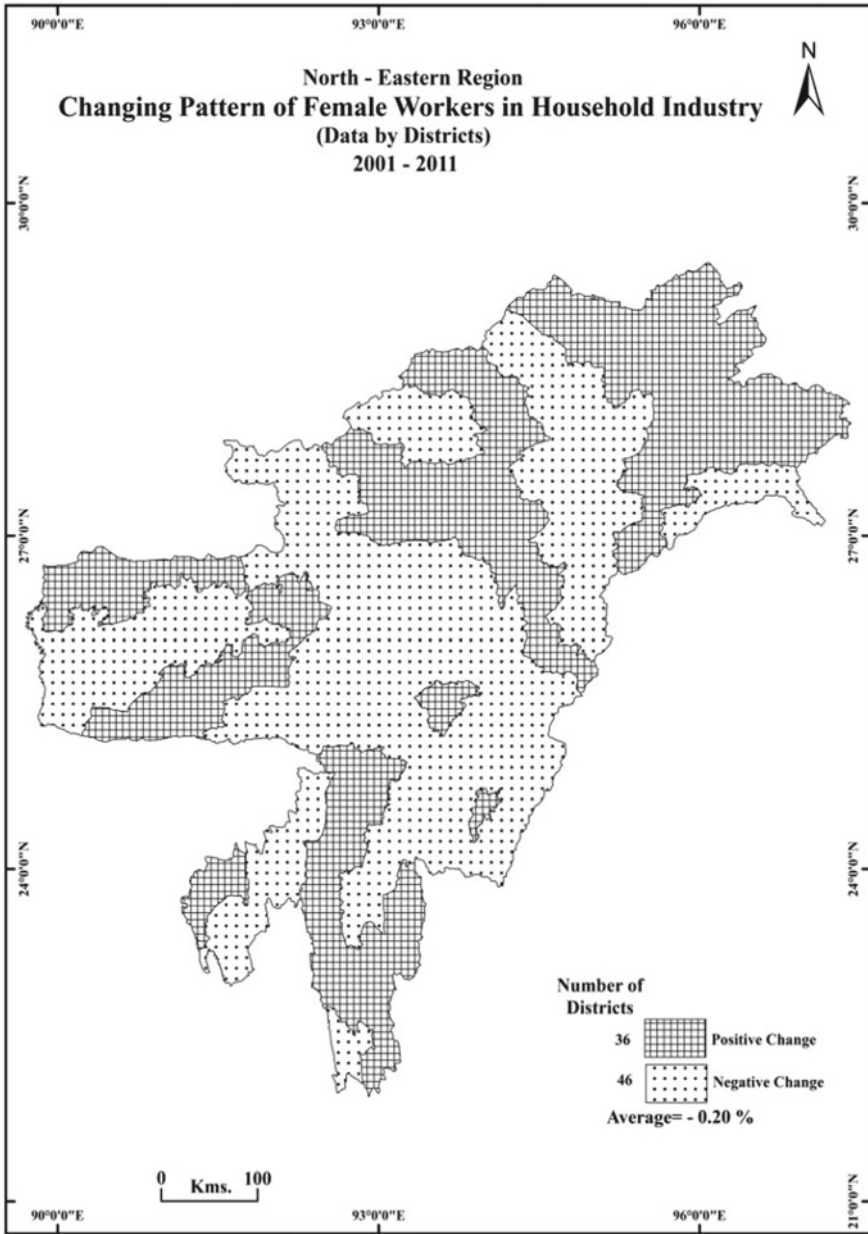 90°0'0"E 93°0'0"E 96°0'0"E
N
North - Eastern Region
Changing Pattern of Female Workers in Household Industry
(Data by Districts)
2001 - 2011
30°0'0"N 30°0'0"N
27°0'0"N 27°0'0"N
24°0'0"N 24°0'0"N
Number of
Districts
36 Positive Change
46 Negative Change
Average= - 0.20 %
0 100
Kms.
21°0'0"N
90°0'0"E 93°0'0"E 96°0'0"E